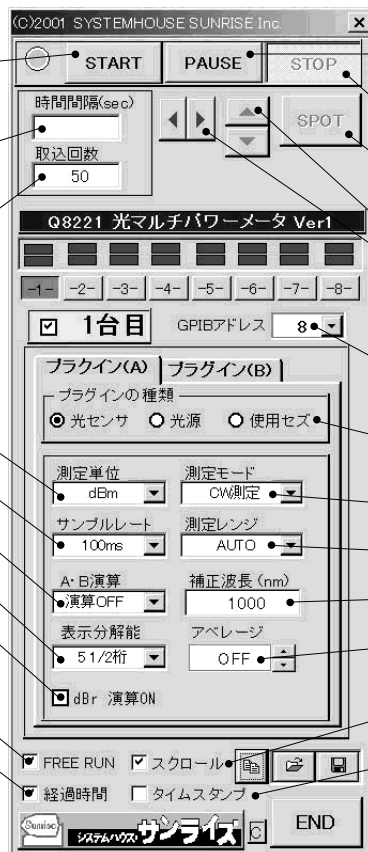 (C)2001 SYSTEMHOUSE SUNRISE Inc.
START PAUSE STOP
時間間隔(sec)
取込回数
50
SPOT
Q8221 光マルチパワーメータ Ver1
-1- -2- -3- -4- -5- -6- -7- -8-
1台目 GPIBアドレス 8
プラグイン(A) プラグイン(B)
プラグインの種類
光センサ 光源 使用セズ
測定単位 測定モード
dBm CW測定
サンプルレート 測定レンジ
100ms AUTO
A・B演算 補正波長(nm)
演算OFF 1000
表示分解能 アベレージ
5 1/2桁 OFF
dBr 演算ON
FREE RUN スクロール
経過時間 タイムスタンプ
Sunrise システムハウス サンライズ C END